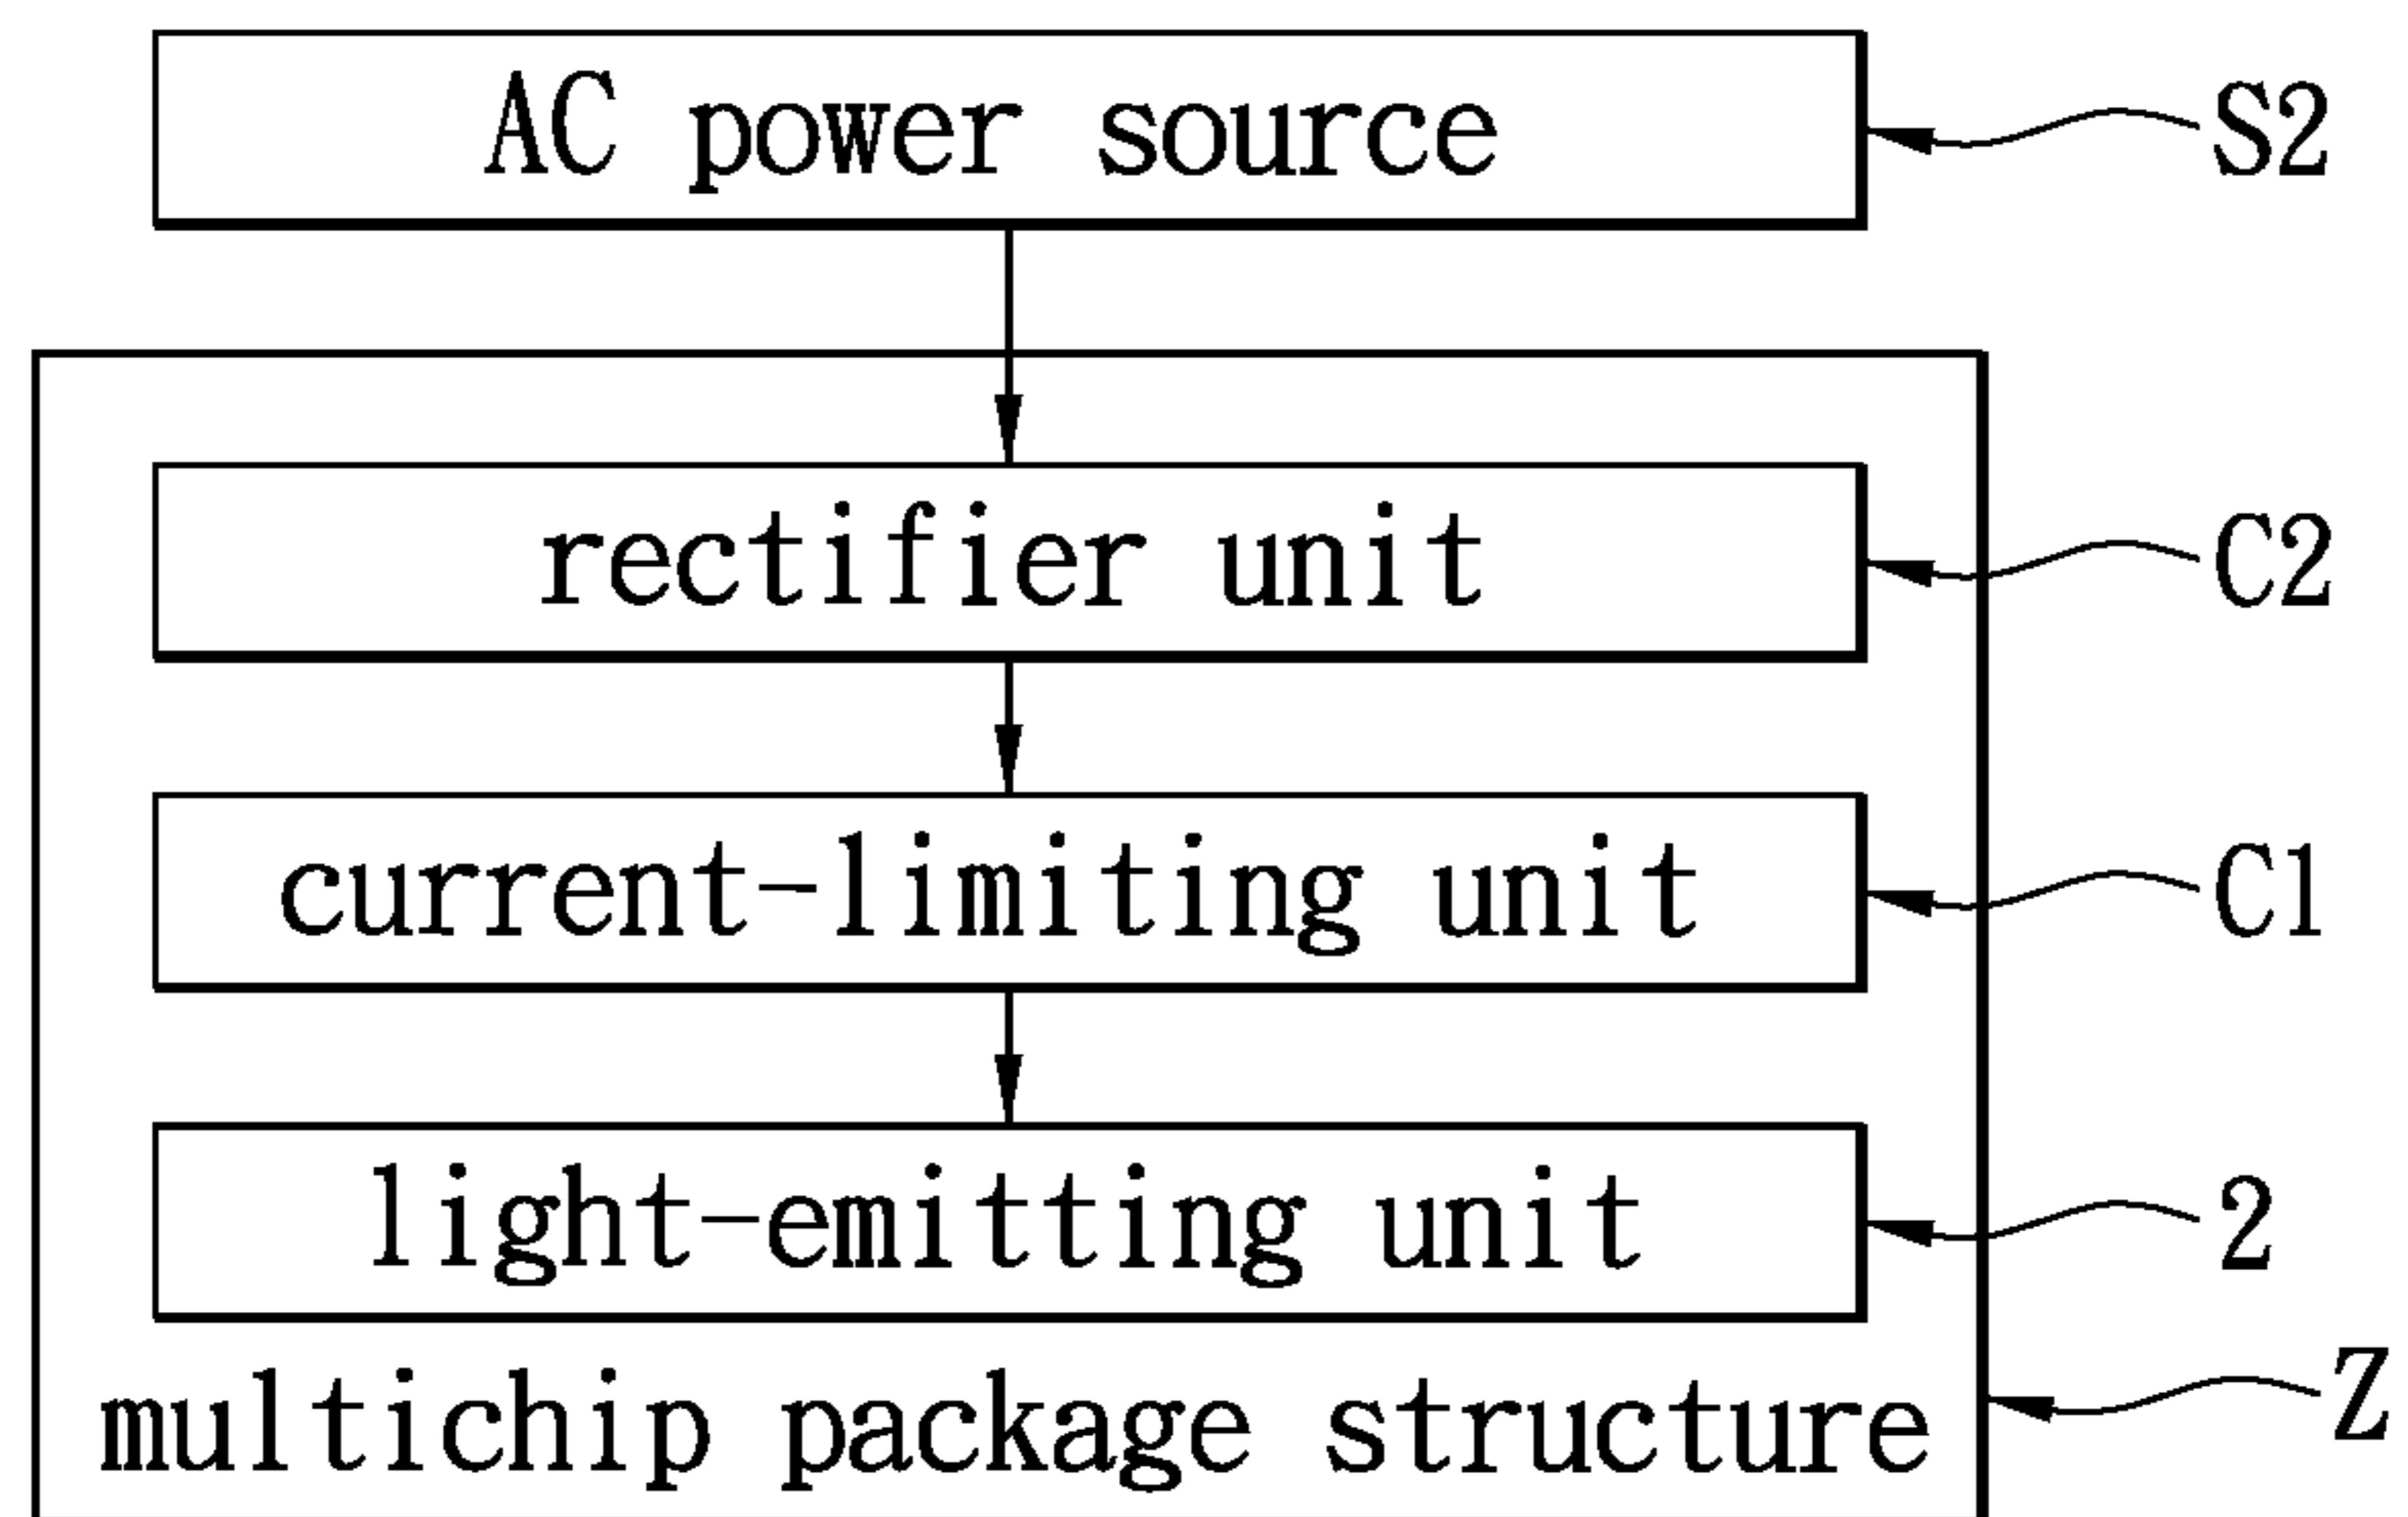 AC power source S2
rectifier unit C2
current-limiting unit C1
light-emitting unit 2
multichip package structure Z